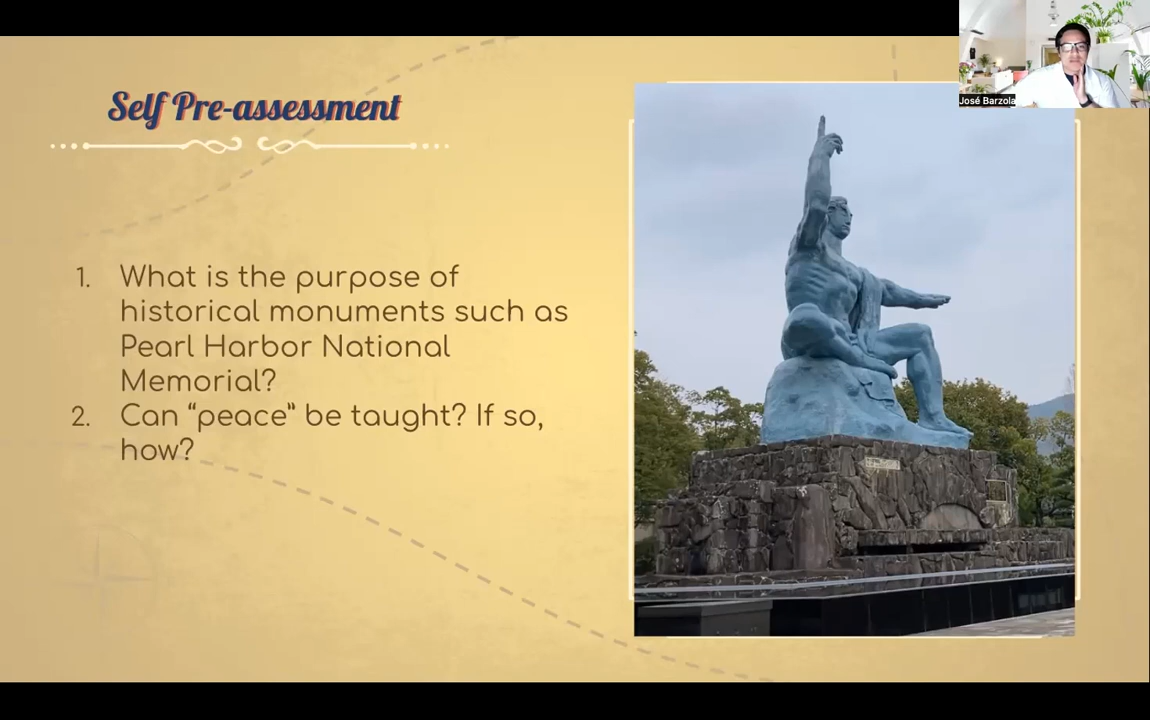 José Barzola
Self Pre-assessment
1. What is the purpose of
historical monuments such as
Pearl Harbor National
Memorial?
2. Can “peace” be taught? If so,
how?